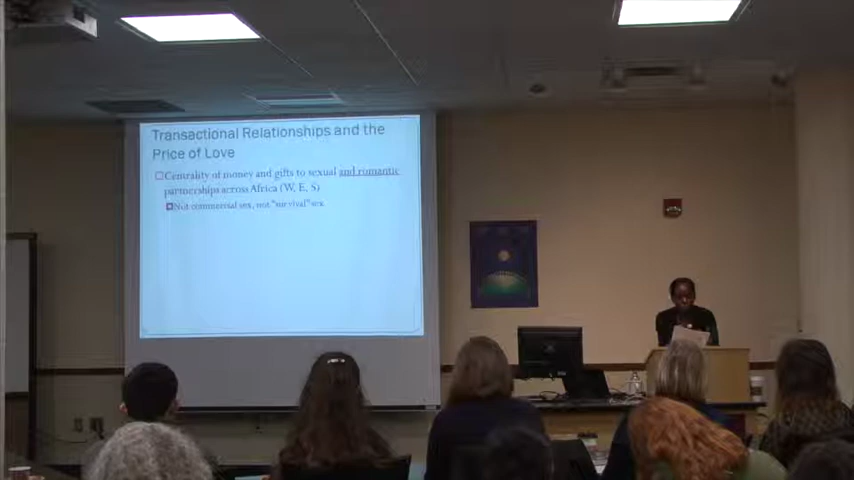 Transactional Relationships and the
Price of Love
Centrality of money and gifts to sexual and romantic
partnerships across Africa (W, E, S)
Not commercial sex, not "survival" sex